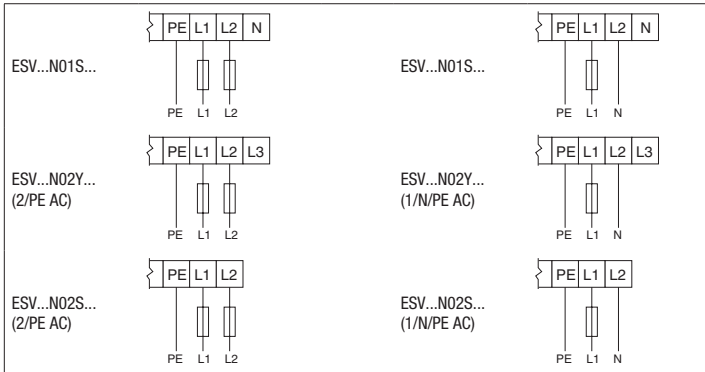 PE L1 L2 N
ESV...N01S...
PE L1 L2
PE L1 L2 N
ESV...N01S...
PE L1 N
PE L1 L2 L3
ESV...N02Y...
(2/PE AC)
PE L1 L2
PE L1 L2 L3
ESV...N02Y...
(1/N/PE AC)
PE L1 N
PE L1 L2
ESV...N02S...
(2/PE AC)
PE L1 L2
PE L1 L2
ESV...N02S...
(1/N/PE AC)
PE L1 N